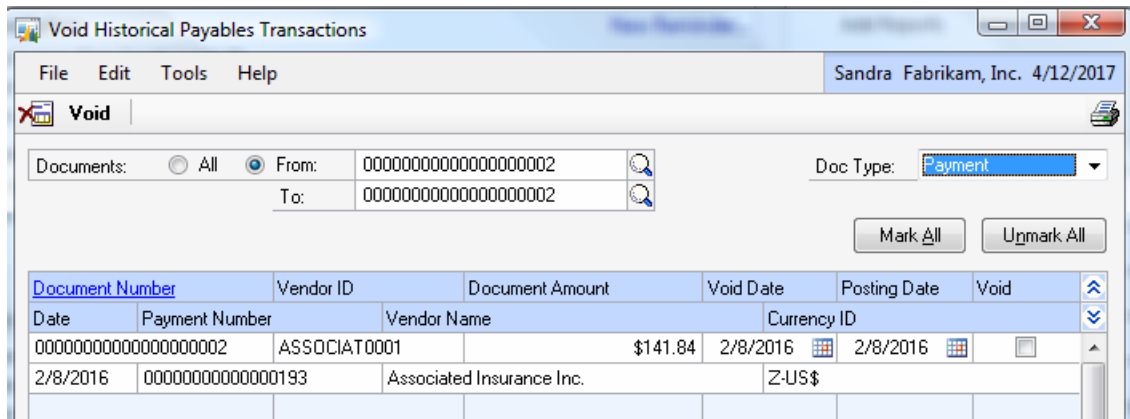 Void Historical Payables Transactions
File Edit Tools Help Sandra Fabrikam, Inc. 4/12/2017
Void
Documents: All From: 00000000000000000002 Doc Type: Payment
To: 00000000000000000002
Mark All Unmark All
Document Number Vendor ID Document Amount Void Date Posting Date Void
Date Payment Number Vendor Name Currency ID
00000000000000000002 ASSOCIAT0001 $141.84 2/8/2016 2/8/2016
2/8/2016 00000000000000193 Associated Insurance Inc. Z-US$